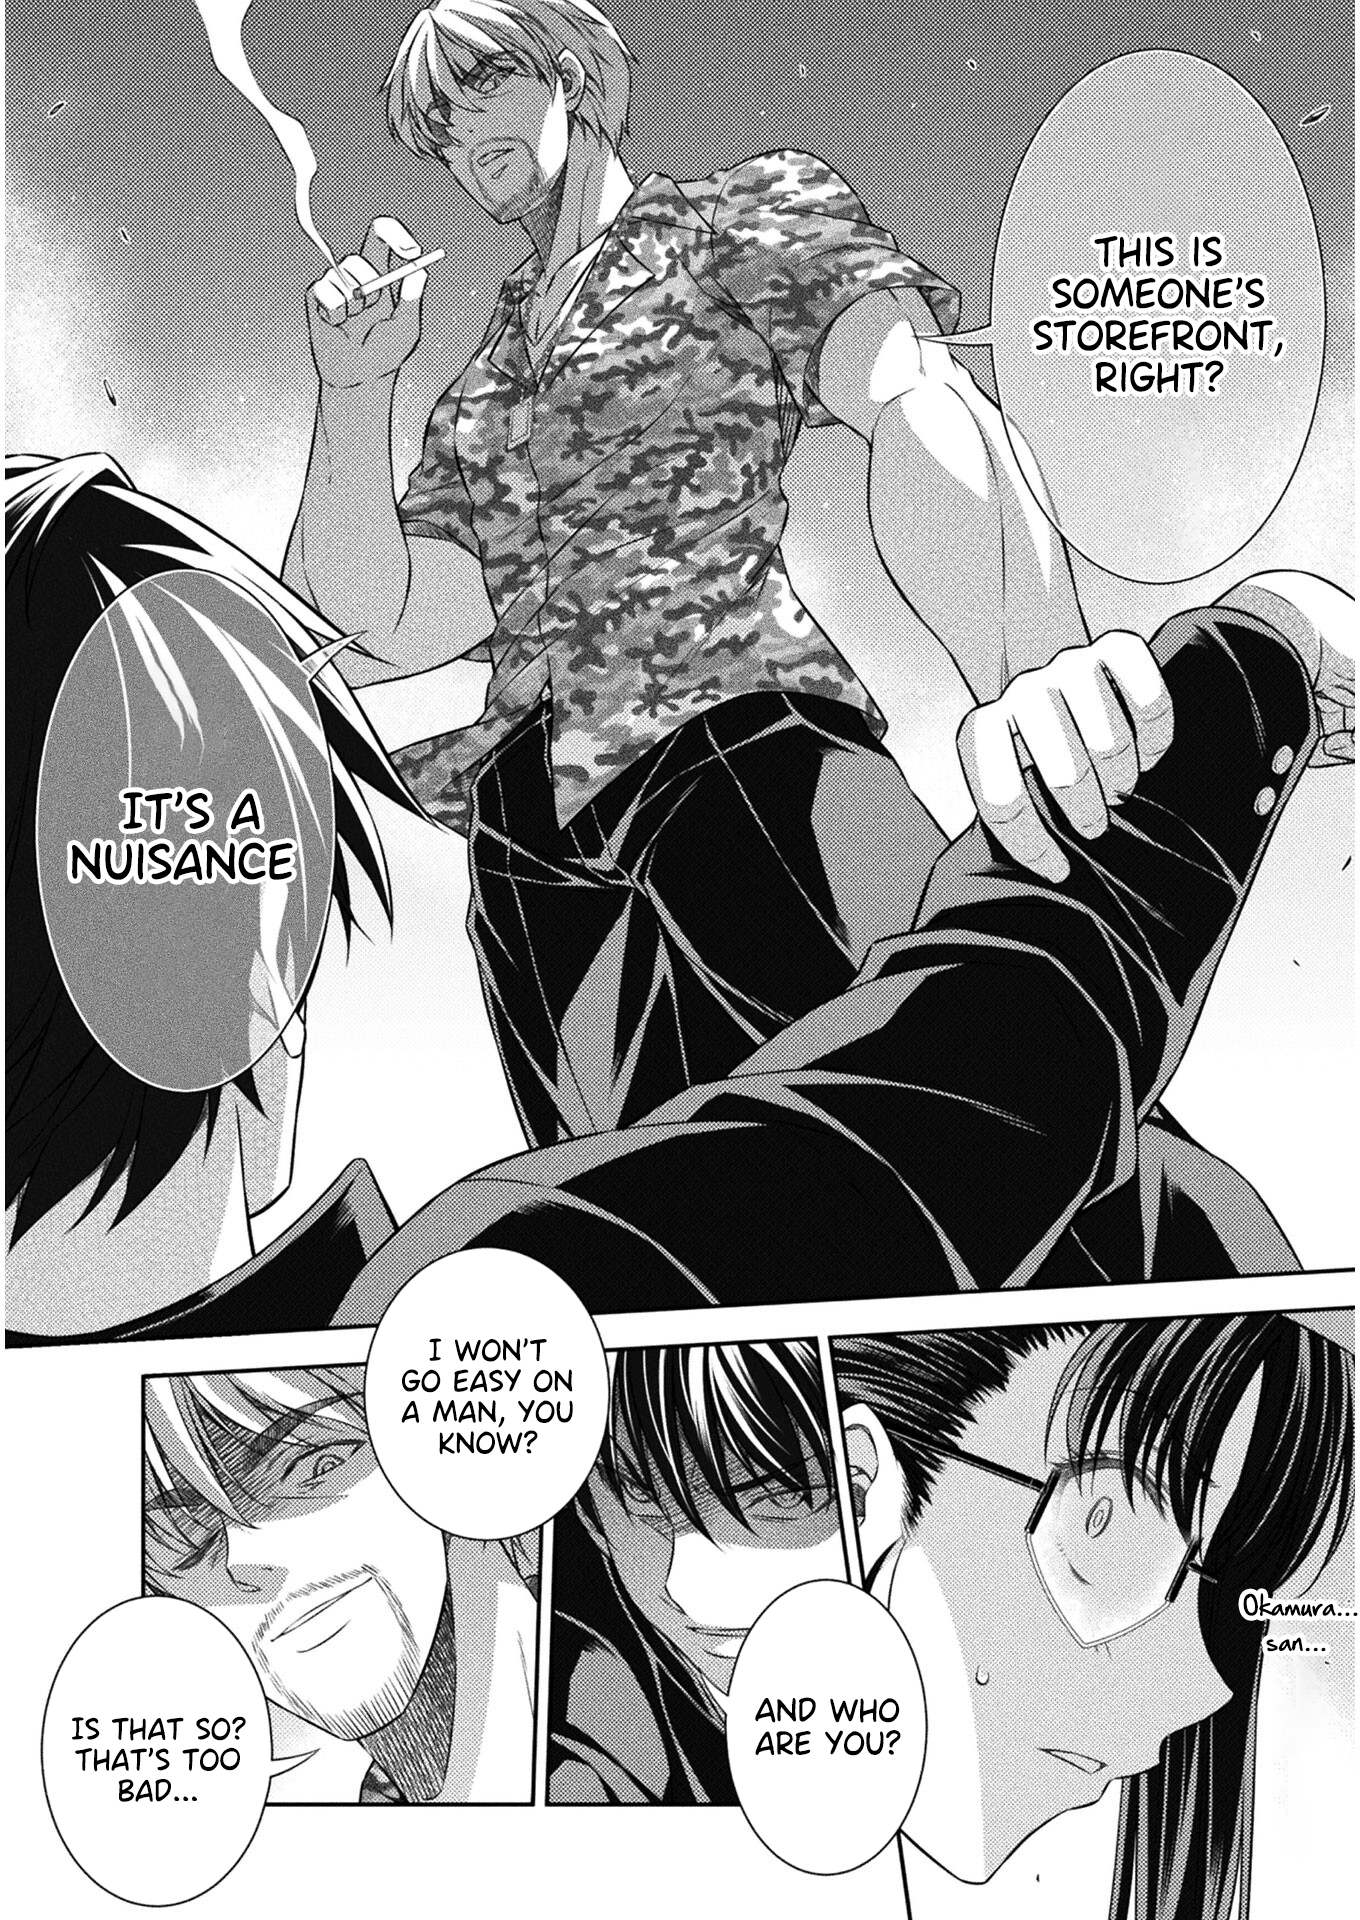 THIS IS
SOMEONE'S
STOREFRONT,
RIGHT?
IT'S A
NUISANCE
Okamura...
san...
AND WHO
ARE YOU?
I WON'T
GO EASY ON
A MAN, YOU
KNOW?
IS THAT SO?
THAT'S TOO
BAD...